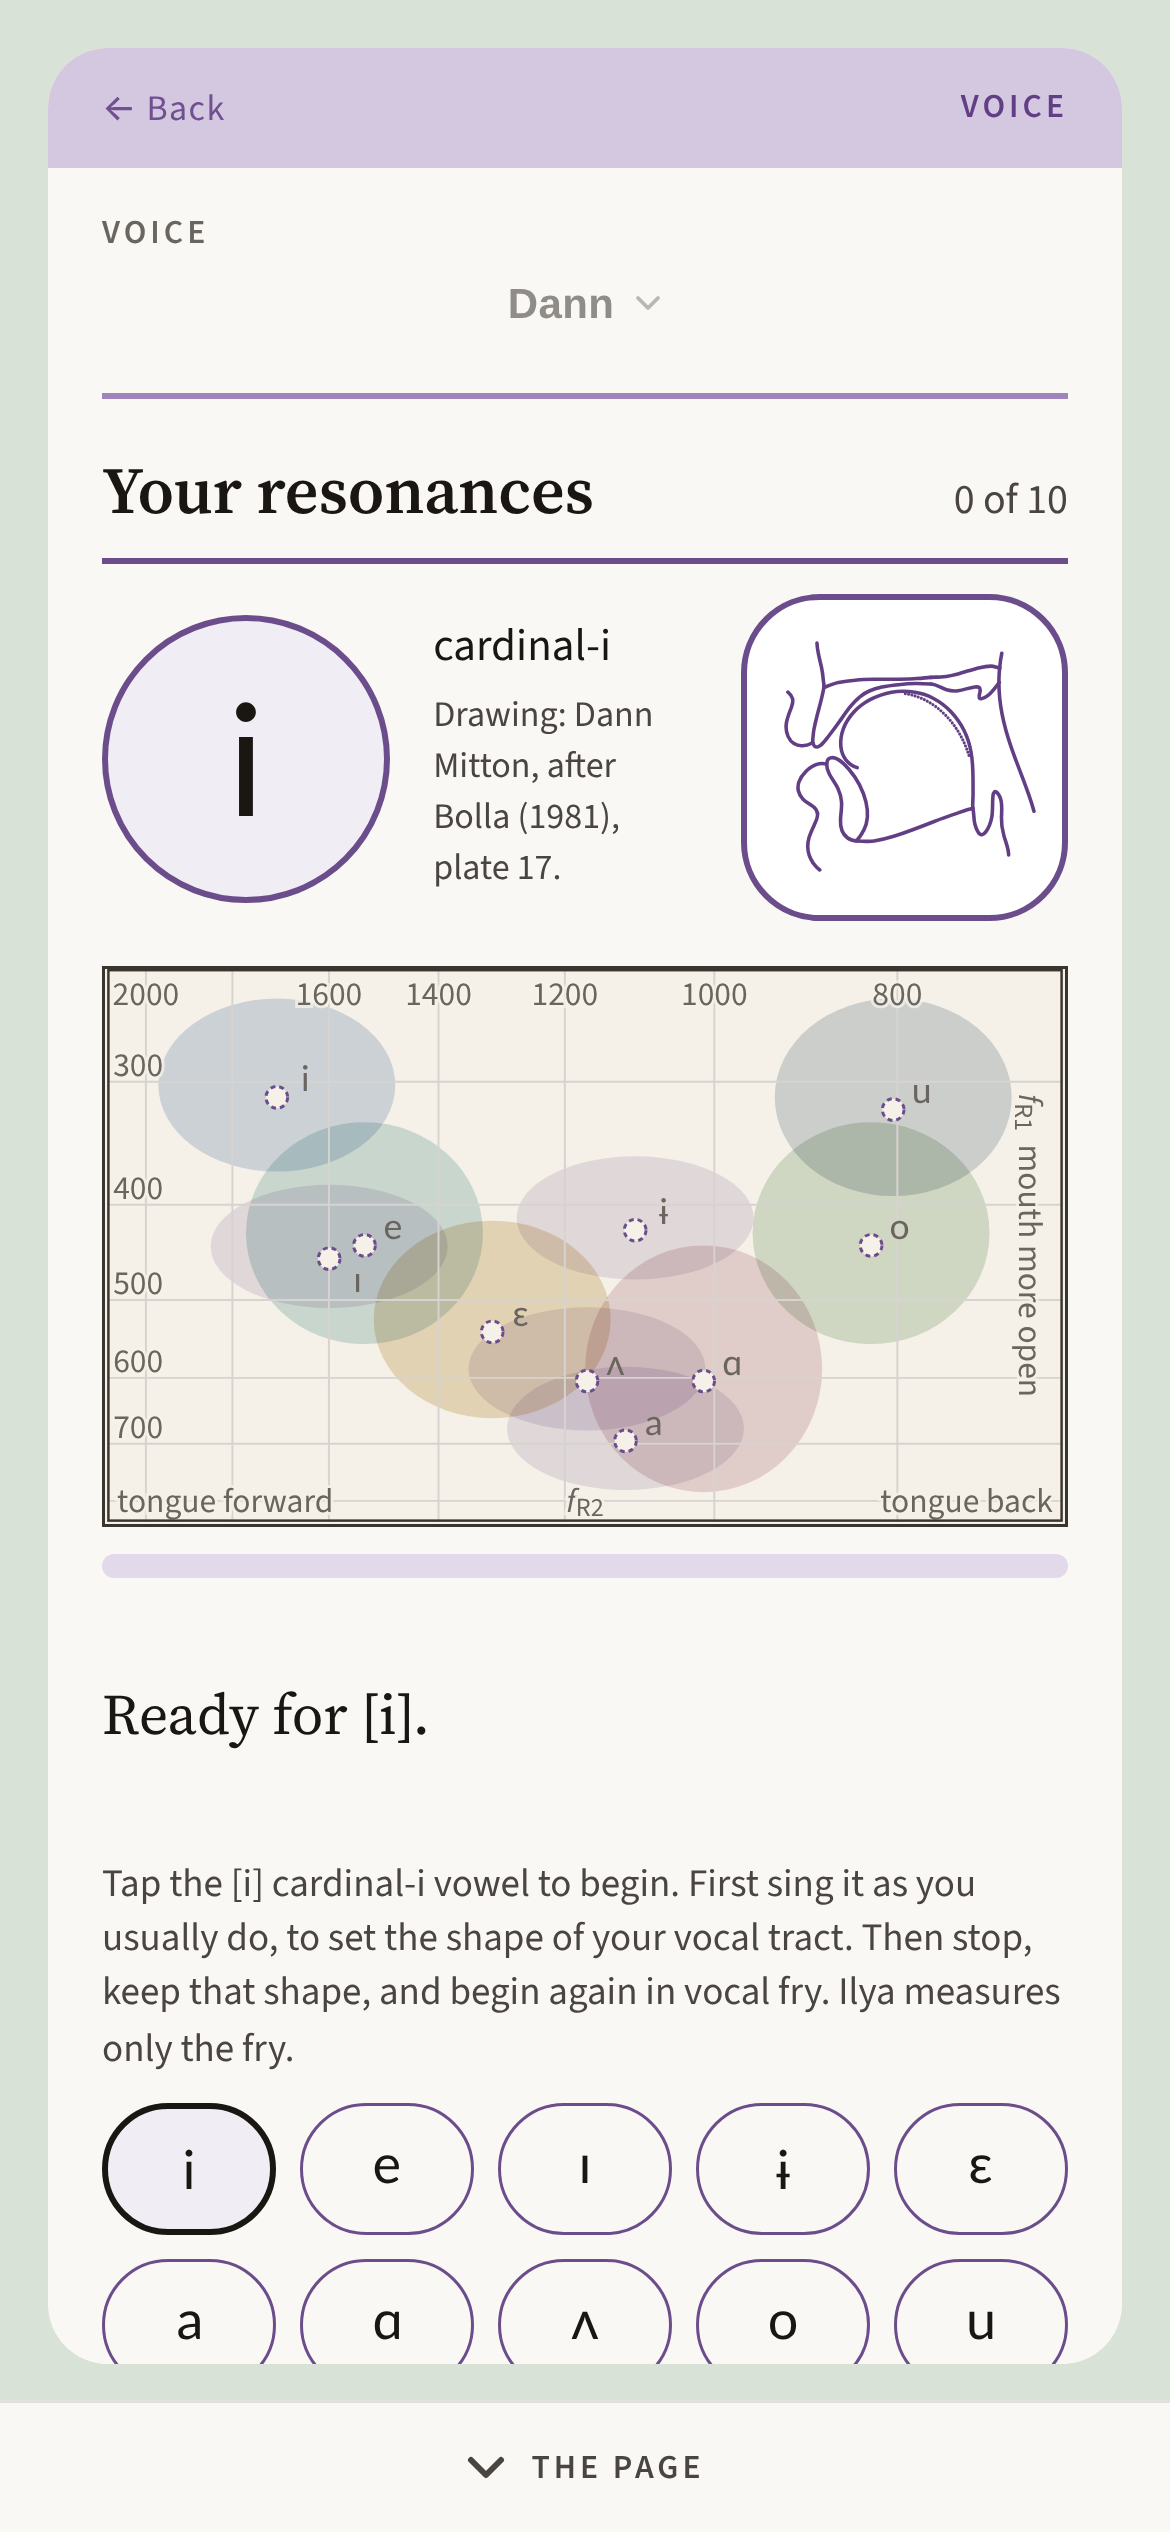 ← Back
VOICE
VOICE
Dann
Your resonances
0 of 10
i
cardinal-i
Drawing: Dann
Mitton, after
Bolla (1981),
plate 17.
2000 1600 1400 1200 1000 800
300
i
u
fR1 mouth more open
400
e
ɨ
o
ı
500
ɛ
600
ʌ
ɑ
700
a
tongue forward
fR2
tongue back
Ready for [i].
Tap the [i] cardinal-i vowel to begin. First sing it as you
usually do, to set the shape of your vocal tract. Then stop,
keep that shape, and begin again in vocal fry. Ilya measures
only the fry.
i e ı ɨ ɛ
a ɑ ʌ o u
THE PAGE